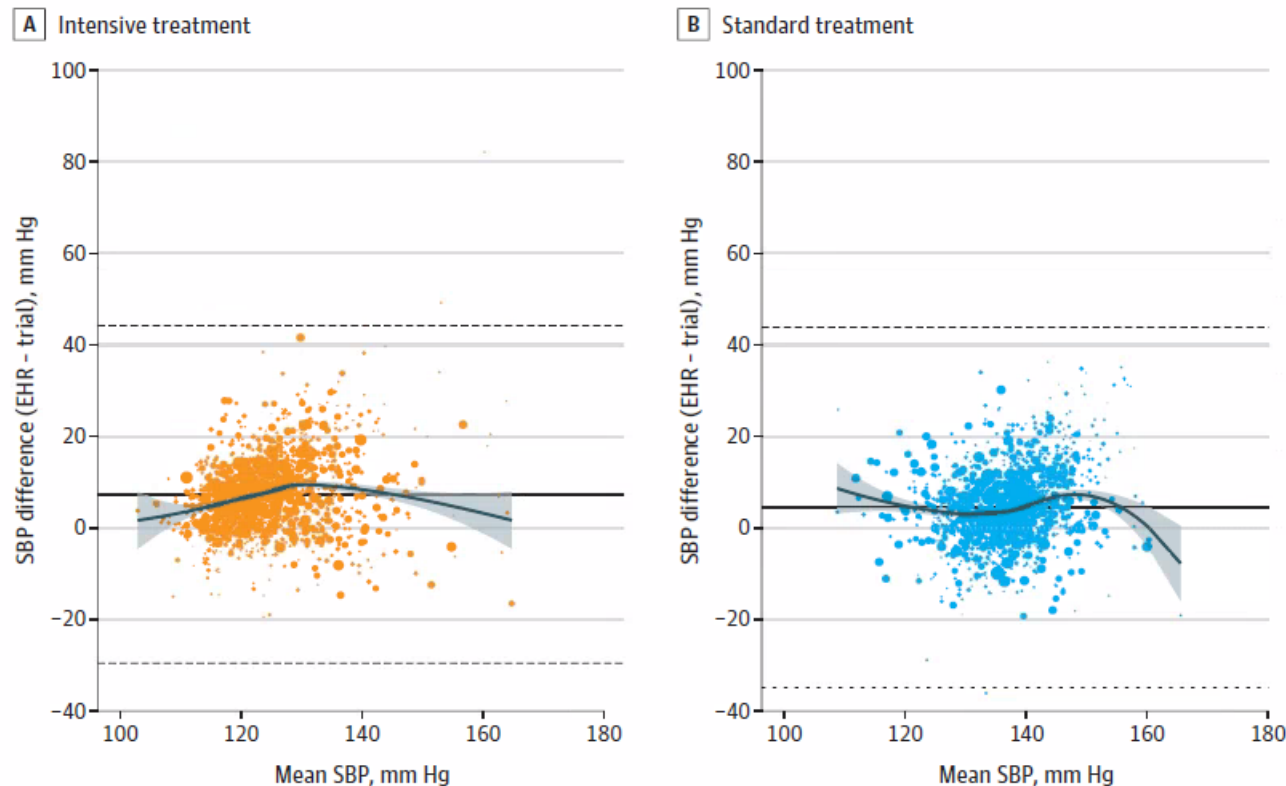 A Intensive treatment
100
80
60
40
20
0
−20
−40
SBP difference (EHR – trial), mm Hg
100 120 140 160 180
Mean SBP, mm Hg
B Standard treatment
100
80
60
40
20
0
−20
−40
SBP difference (EHR – trial), mm Hg
100 120 140 160 180
Mean SBP, mm Hg